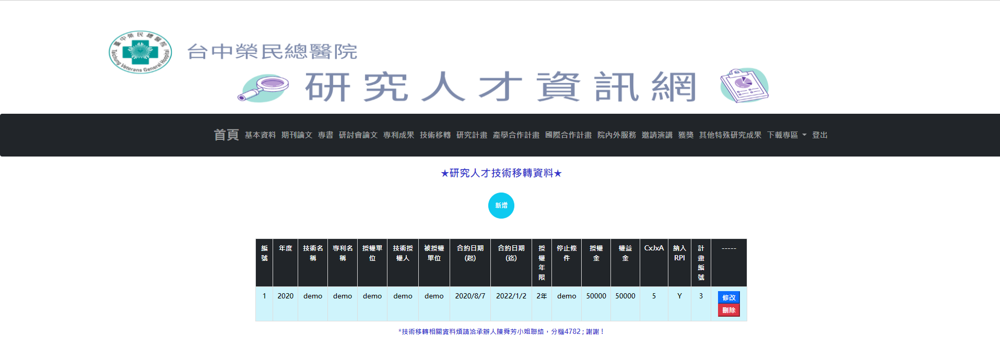 臺中榮民總醫院
Taichung Veterans General Hospital
台中榮民總醫院
研究人才資訊網
首頁 基本資料 期刊論文 專書 研討會論文 專利成果 技術移轉 研究計畫 產學合作計畫 國際合作計畫 院內外服務 邀請演講 獲獎 其他特殊研究成果 下載專區 登出
★研究人才技術移轉資料★
新增
編號 年度 技術名稱 專利名稱 授權單位 技術授權人 被授權單位 合約日期(起) 合約日期(迄) 授權年限 停止條件 授權金 權益金 CxJxA 納入RPI 計畫編號 -----
1 2020 demo demo demo demo demo 2020/8/7 2022/1/2 2年 demo 50000 50000 5 Y 3 修改
刪除
*技術移轉相關資料煩請洽承辦人陳舜芳小姐聯絡，分機4782 ; 謝謝 !